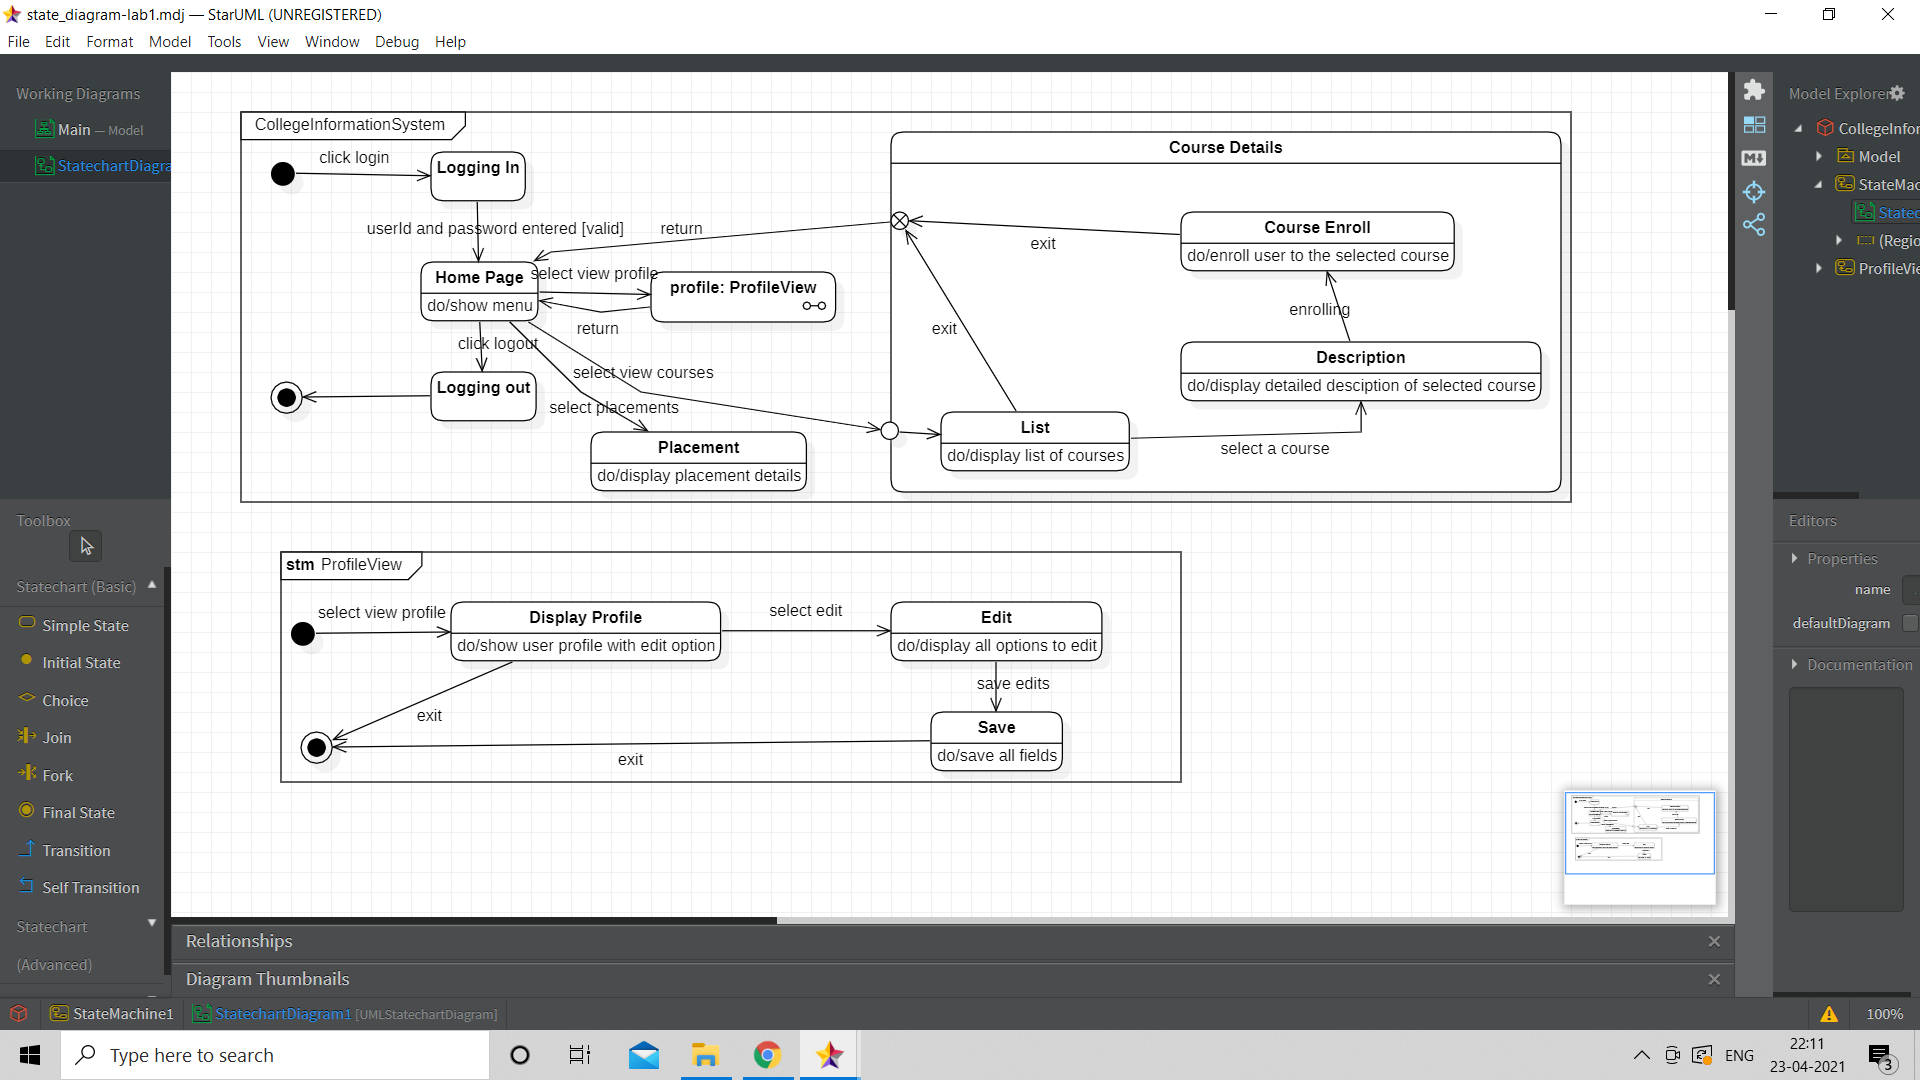 state_diagram-lab1.mdj — StarUML (UNREGISTERED)
File Edit Format Model Tools View Window Debug Help
Working Diagrams
Main — Model
StatechartDiagra
Toolbox
Statechart (Basic)
Simple State
Initial State
Choice
Join
Fork
Final State
Transition
Self Transition
Statechart
(Advanced)
CollegeInformationSystem
click login
Logging In
userId and password entered [valid]
return
Home Page
do/show menu
select view profile
profile: ProfileView
return
click logout
Logging out
select view courses
select placements
Placement
do/display placement details
Course Details
exit
Course Enroll
do/enroll user to the selected course
enrolling
exit
Description
do/display detailed desciption of selected course
List
do/display list of courses
select a course
stm ProfileView
select view profile
Display Profile
do/show user profile with edit option
select edit
Edit
do/display all options to edit
save edits
Save
do/save all fields
exit
exit
M
Model Explorer
CollegeInfor
Model
StateMac
Statec
(Regio
ProfileVie
Editors
Properties
name
defaultDiagram
Documentation
Relationships
Diagram Thumbnails
StateMachine1
StatechartDiagram1 [UMLStatechartDiagram]
100%
Type here to search
ENG
22:11
23-04-2021
3